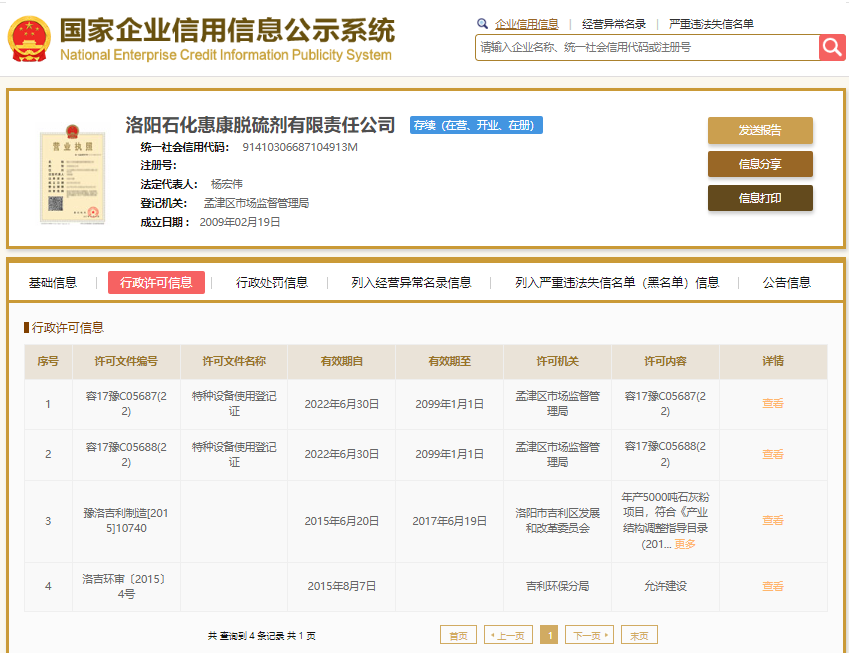 国家企业信用信息公示系统
National Enterprise Credit Information Publicity System
企业信用信息 | 经营异常名录 | 严重违法失信名单
请输入企业名称、统一社会信用代码或注册号
营业执照
洛阳石化惠康脱硫剂有限责任公司 存续（在营、开业、在册）
统一社会信用代码： 91410306687104913M
注册号：
法定代表人： 杨宏伟
登记机关： 孟津区市场监督管理局
成立日期： 2009年02月19日
发送报告
信息分享
信息打印
基础信息 | 行政许可信息 | 行政处罚信息 | 列入经营异常名录信息 | 列入严重违法失信名单（黑名单）信息 | 公告信息
行政许可信息
序号 许可文件编号 许可文件名称 有效期自 有效期至 许可机关 许可内容 详情
1 容17豫C05687(2 特种设备使用登记 2022年6月30日 2099年1月1日 孟津区市场监督管 容17豫C05687(2 查看
2) 证 理局 2)
2 容17豫C05688(2 特种设备使用登记 2022年6月30日 2099年1月1日 孟津区市场监督管 容17豫C05688(2 查看
2) 证 理局 2)
3 豫洛吉利制造[201 2015年6月20日 2017年6月19日 洛阳市吉利区发展 年产5000吨石灰粉 查看
5]10740 和改革委员会 项目，符合《产业
结构调整指导目录
(201... 更多
4 洛吉环审〔2015〕 2015年8月7日 吉利环保分局 允许建设 查看
4号
共 查询到 4 条记录 共 1 页 首页 上一页 1 下一页 末页